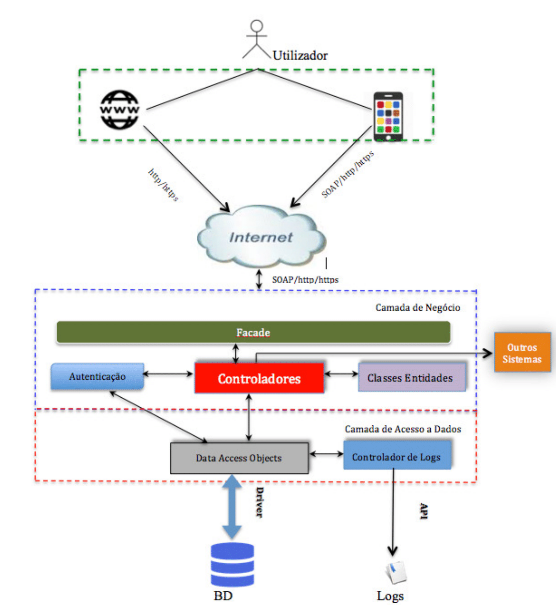 Utilizador
WWW
http/https
SOAP/http/https
Internet
SOAP/http/https
Camada de Negócio
Facade
Outros
Sistemas
Autenticação
Controladores
Classes Entidades
Camada de Acesso a Dados
Data Access Objects
Controlador de Logs
Driver
API
BD
Logs